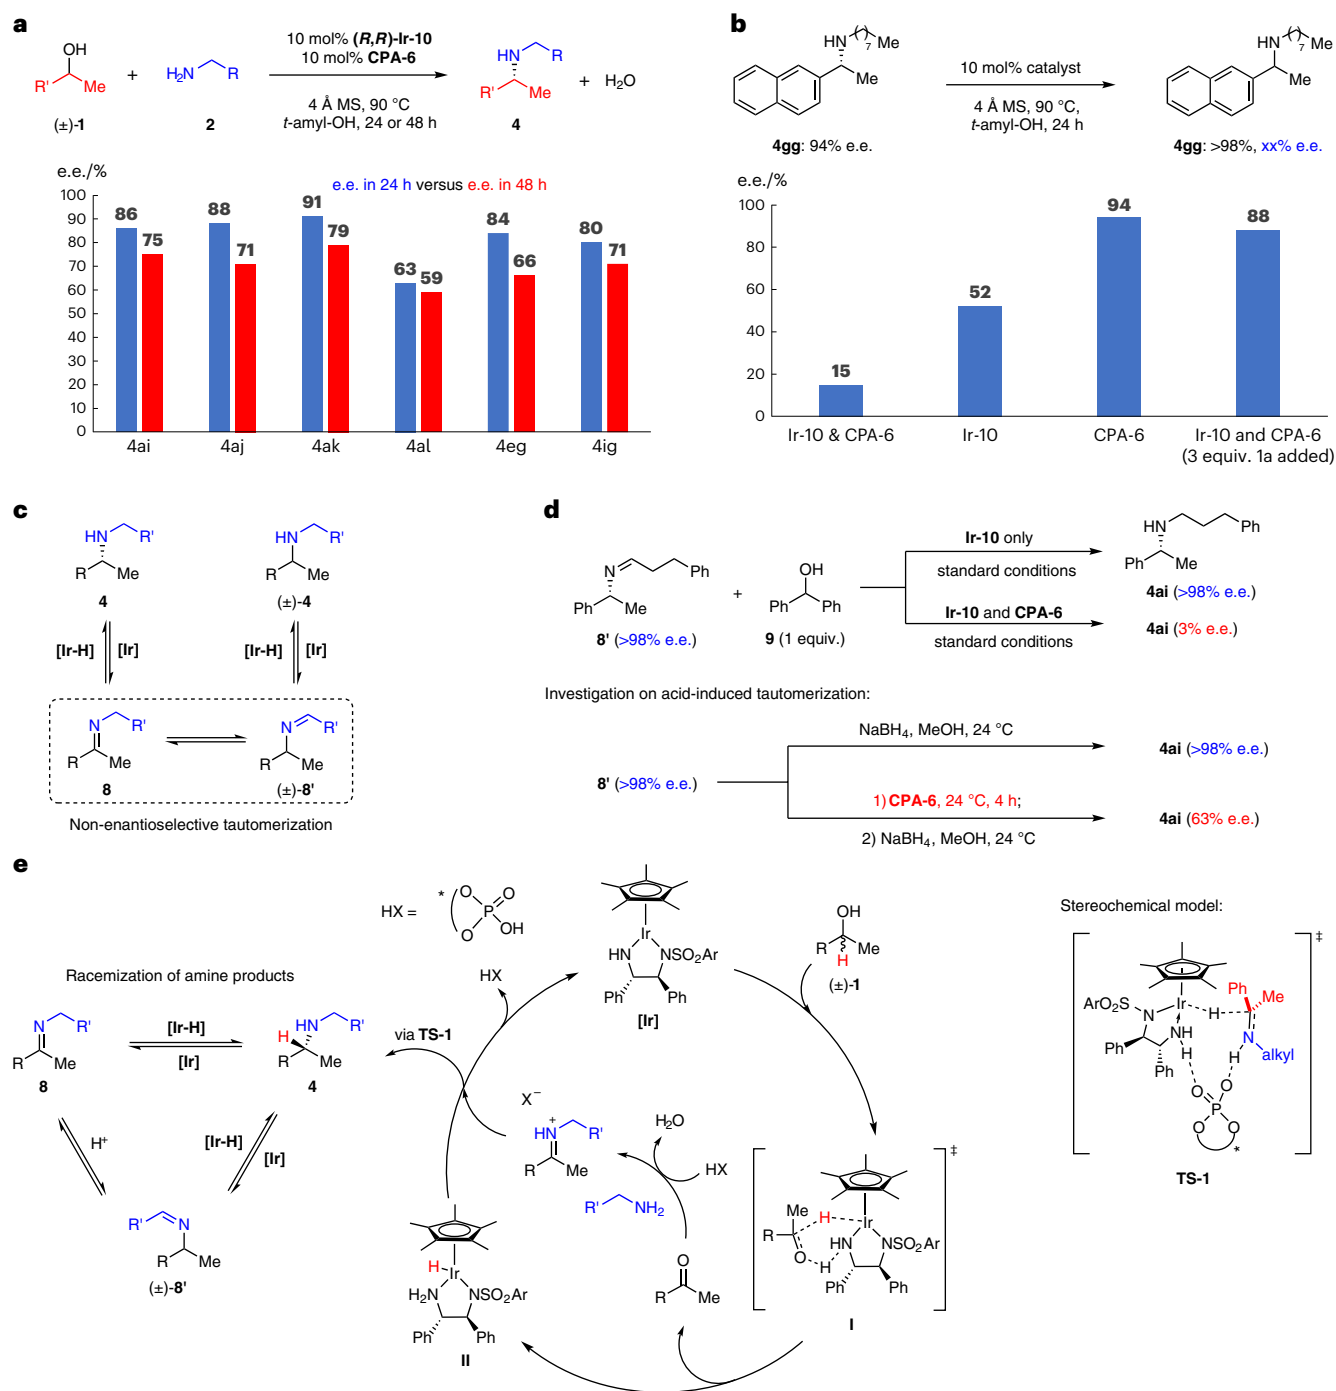 a
OH
R'
Me
(±)-1
+
H₂N
R
2
10 mol% (R,R)-Ir-10
10 mol% CPA-6
4 Å MS, 90 °C
t-amyl-OH, 24 or 48 h
HN
R
R'
Me
4
+ H₂O
e.e./%
e.e. in 24 h versus e.e. in 48 h
100
90
80
70
60
50
40
30
20
10
0
86
75
88
71
91
79
63
59
84
66
80
71
4ai
4aj
4ak
4al
4eg
4ig
b
HN
7
Me
Me
4gg: 94% e.e.
10 mol% catalyst
4 Å MS, 90 °C,
t-amyl-OH, 24 h
HN
7
Me
Me
4gg: >98%, xx% e.e.
e.e./%
100
80
60
40
20
0
15
52
94
88
Ir-10 & CPA-6
Ir-10
CPA-6
Ir-10 and CPA-6
(3 equiv. 1a added)
c
HN
R'
R
Me
4
HN
R'
R
Me
(±)-4
[Ir-H]
[Ir]
[Ir-H]
[Ir]
N
R'
R
Me
8
N
R'
R
Me
(±)-8'
Non-enantioselective tautomerization
d
N
Ph
Ph
Me
8' (>98% e.e.)
+
OH
Ph
Ph
9 (1 equiv.)
Ir-10 only
standard conditions
Ir-10 and CPA-6
standard conditions
HN
Ph
Ph
Me
4ai (>98% e.e.)
4ai (3% e.e.)
Investigation on acid-induced tautomerization:
8' (>98% e.e.)
NaBH₄, MeOH, 24 °C
4ai (>98% e.e.)
1) CPA-6, 24 °C, 4 h;
2) NaBH₄, MeOH, 24 °C
4ai (63% e.e.)
e
HX =
*
O
O
P
OH
O
Racemization of amine products
N
R'
R
Me
8
[Ir-H]
[Ir]
H
HN
R'
R
Me
4
H⁺
[Ir-H]
[Ir]
R'
N
R
Me
(±)-8'
via TS-1
HX
Ir
HN
NSO₂Ar
Ph
Ph
[Ir]
OH
R
Me
H
(±)-1
X⁻
+
HN
R'
R
Me
H₂O
HX
R'
NH₂
O
R
Me
H
Ir
H₂N
NSO₂Ar
Ph
Ph
II
‡
Me
H
Ir
R
HN
NSO₂Ar
O
H
Ph
Ph
I
Stereochemical model:
‡
Ph
Me
ArO₂S
Ir
H
N
NH
N
H
alkyl
Ph
H
Ph
O
O
P
O
O
*
TS-1